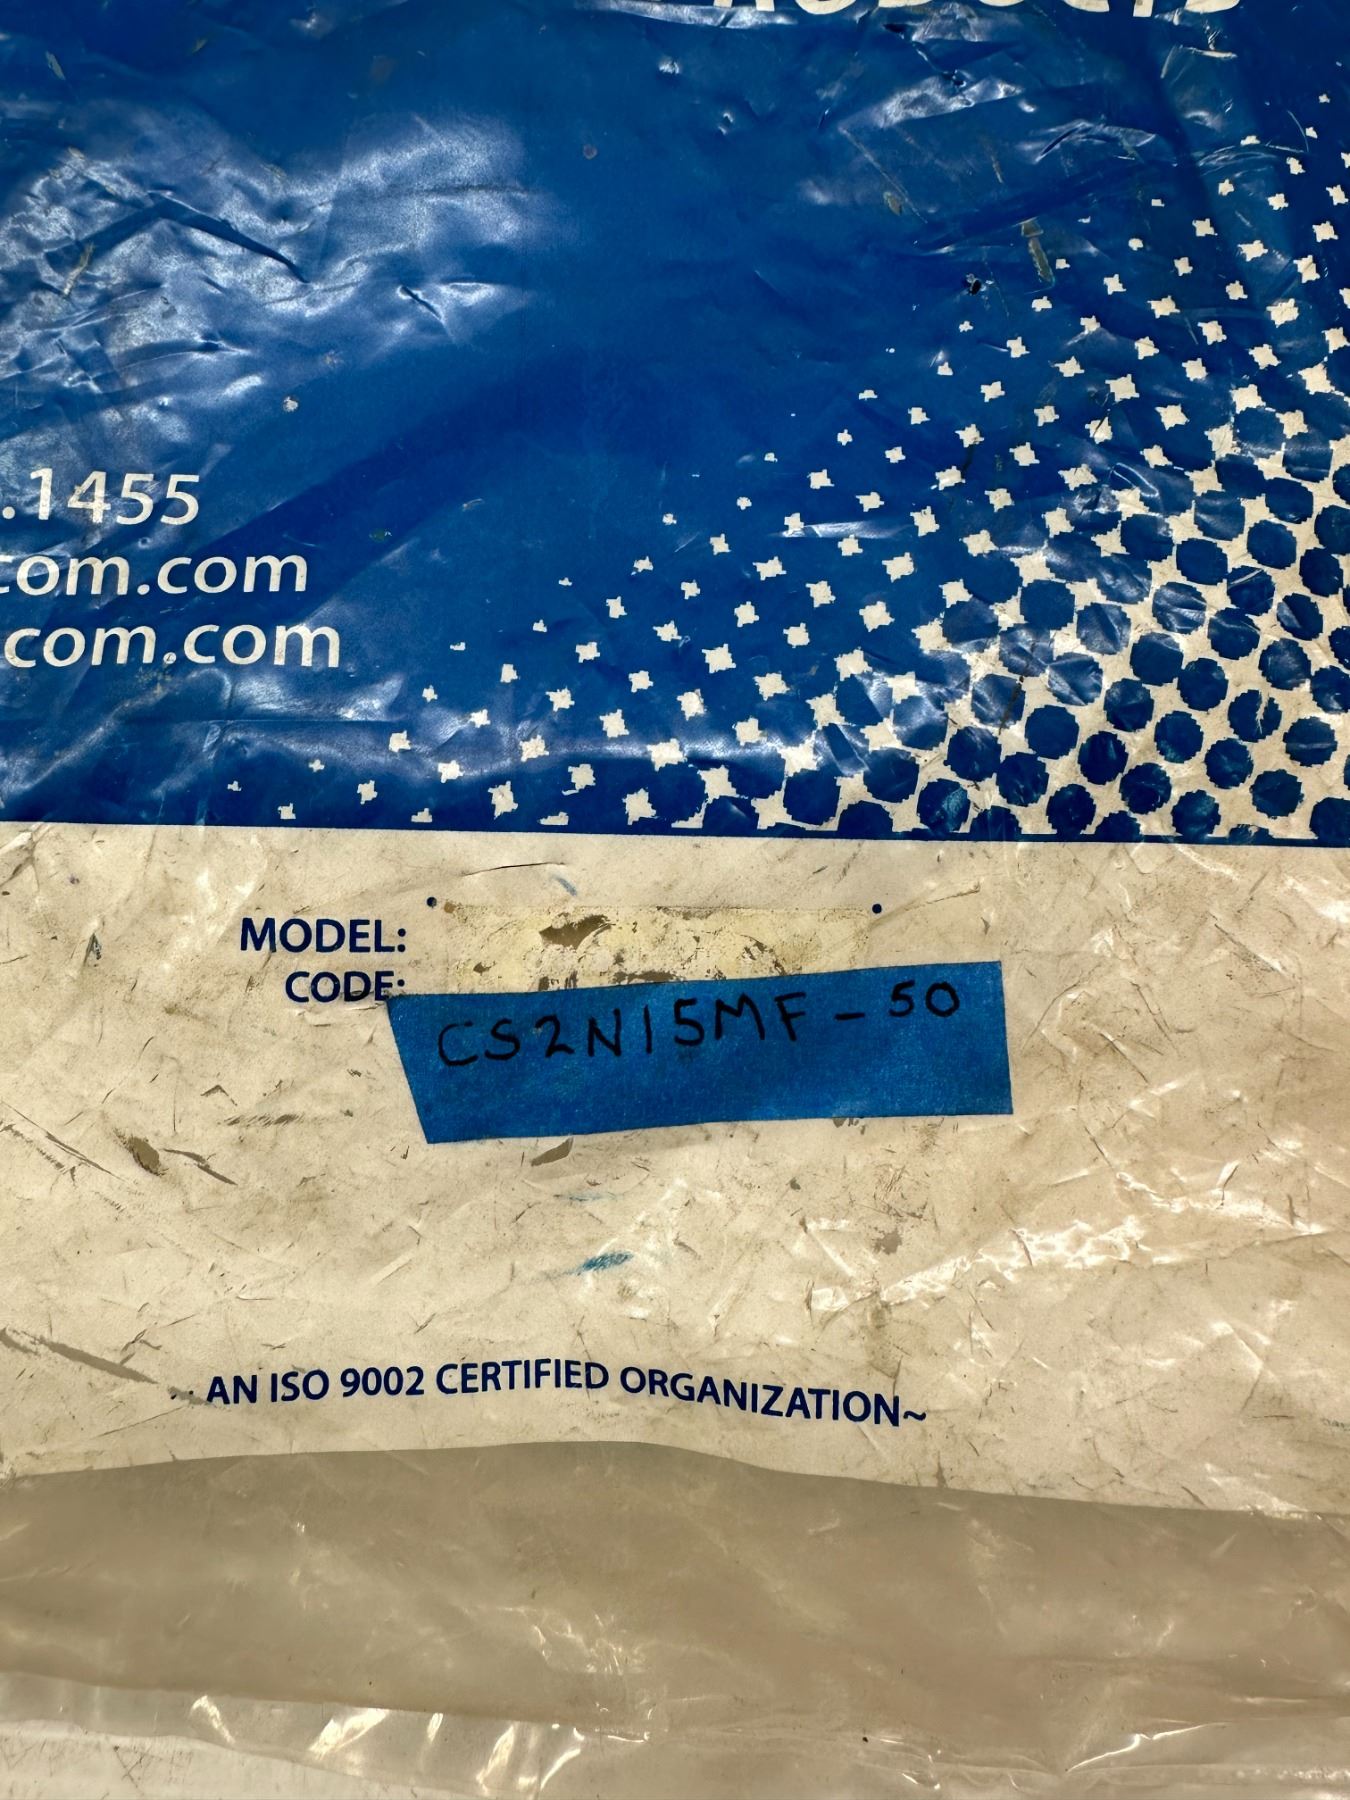 .1455
com.com
com.com
MODEL:
CODE:
CS2N15MF-50
AN ISO 9002 CERTIFIED ORGANIZATION~